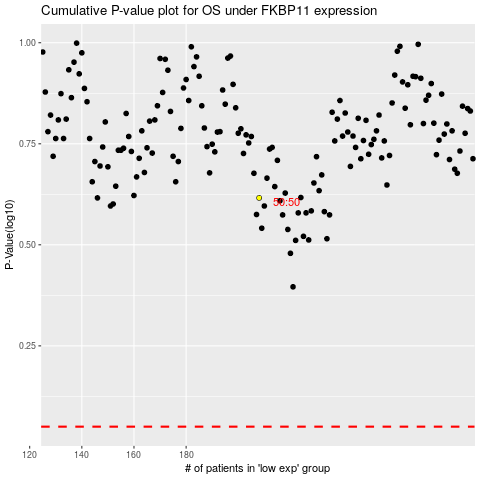 Cumulative P-value plot for OS under FKBP11 expression
P-Value(log10)
1.00
0.75
0.50
0.25
50:50
120 140 160 180
# of patients in 'low exp' group